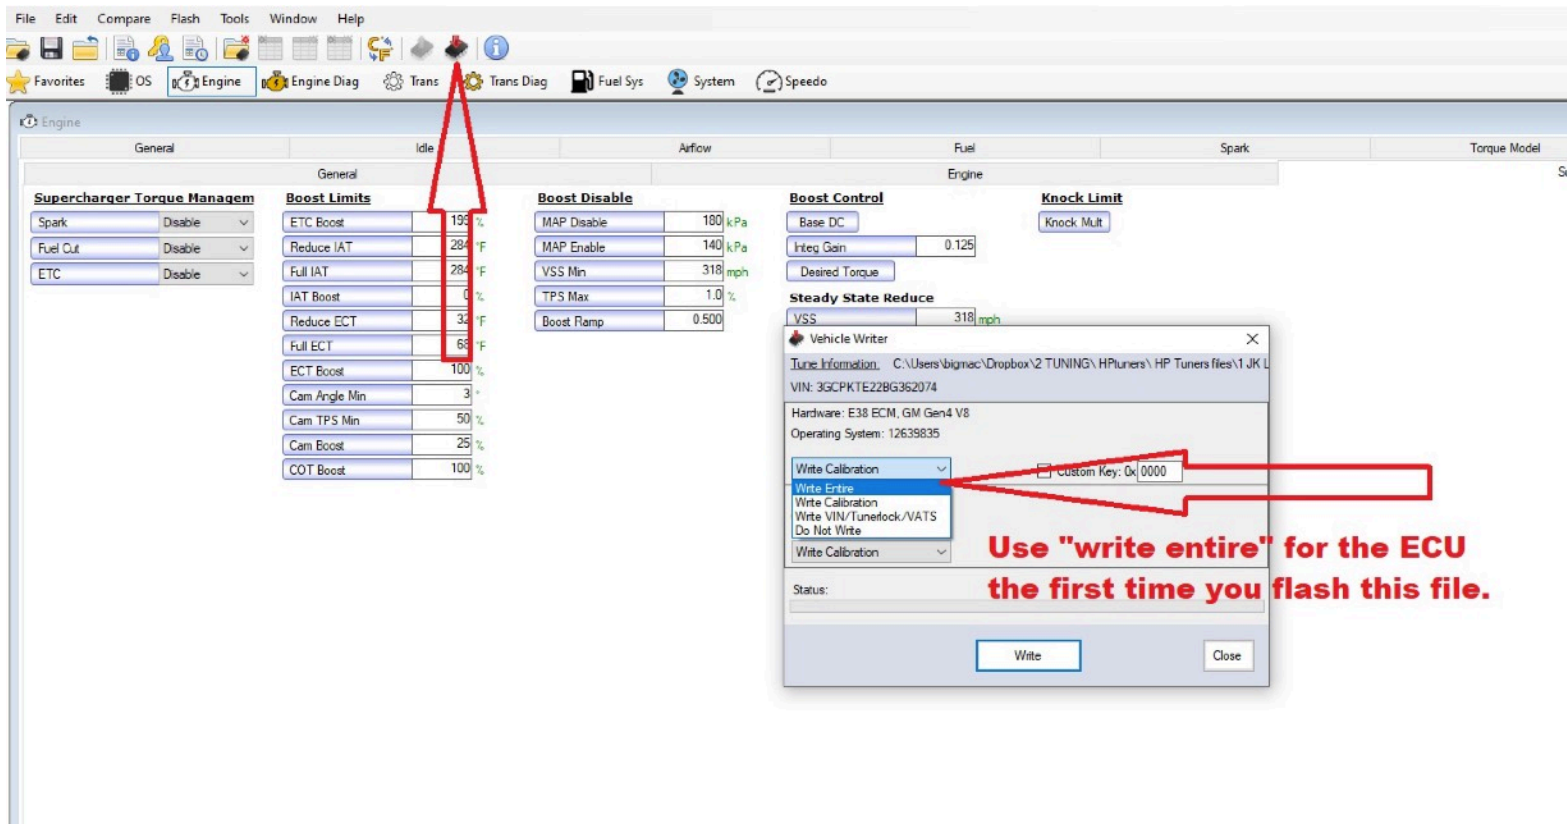 File Edit Compare Flash Tools Window Help
Favorites OS Engine Engine Diag Trans Trans Diag Fuel Sys System Speedo
Engine
General Idle Airflow Fuel Spark Torque Model
General Engine
Supercharger Torque Managem
Spark Disable
Fuel Cut Disable
ETC Disable
Boost Limits
ETC Boost 199 %
Reduce IAT 284 °F
Full IAT 284 °F
IAT Boost 0 %
Reduce ECT 32 °F
Full ECT 68 °F
ECT Boost 100 %
Cam Angle Min 3 °
Cam TPS Min 50 %
Cam Boost 25 %
COT Boost 100 %
Boost Disable
MAP Disable 180 kPa
MAP Enable 140 kPa
VSS Min 318 mph
TPS Max 1.0 %
Boost Ramp 0.500
Boost Control
Base DC
Integ Gain 0.125
Desired Torque
Steady State Reduce
VSS 318 mph
Knock Limit
Knock Mult
Vehicle Writer
Tune Information: C:\Users\bigmac\Dropbox\2 TUNING\HPtuners\HP Tuners files\1 JK L
VIN: 3GCPKTE22BG362074
Hardware: E38 ECM, GM Gen4 V8
Operating System: 12639835
Write Calibration Custom Key: 0x 0000
Write Entire
Write Calibration
Write VIN/Tunerlock/VATS
Do Not Write
Write Calibration
Status:
Write Close
Use "write entire" for the ECU
the first time you flash this file.